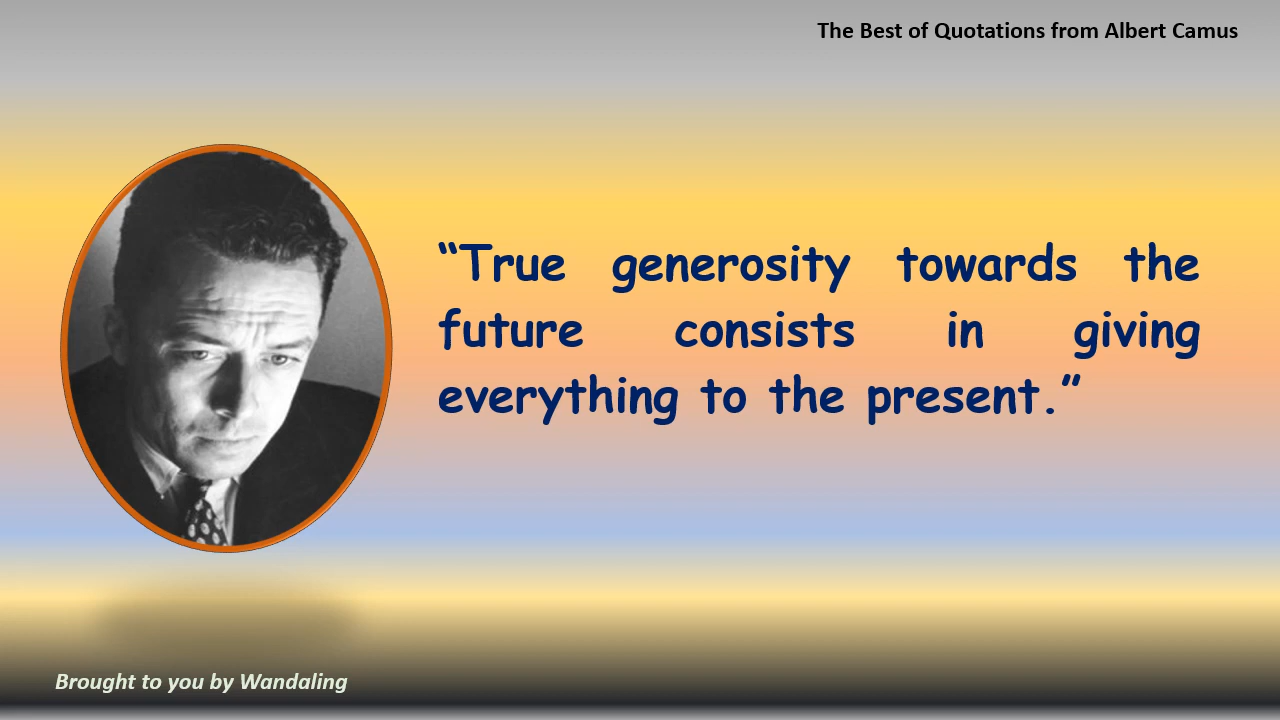 The Best of Quotations from Albert Camus
“True generosity towards the
future consists in giving
everything to the present.”
Brought to you by Wandaling